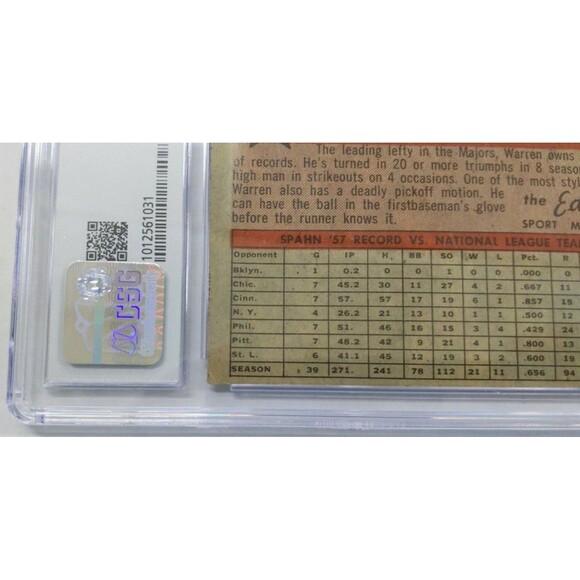 The leading lefty in the Majors, Warren owns
of records. He's turned in 20 or more triumphs in 8 season
high man in strikeouts on 4 occasions. One of the most styl
Warren also has a deadly pickoff motion. He
can have the ball in the firstbaseman's glove
before the runner knows it.
the Ed
SPORT M
SPAHN '57 RECORD VS. NATIONAL LEAGUE TEA
Opponent G IP H BB SO W L Pct. R
Bklyn. 1 0.2 0 0 1 0 0 .000 0
Chic. 7 45.2 30 11 27 4 2 .667 11
Cinn. 7 57. 57 17 19 6 1 .857 15
N. Y. 4 26.2 21 13 10 1 1 .500 12
Phil. 7 51. 46 16 15 3 4 .429 24
Pitt. 7 48.2 42 9 21 4 1 .800 13
St. L. 6 41.1 45 12 19 3 2 .600 19
SEASON 39 271. 241 78 112 21 11 .656 94
1012561031
CSG